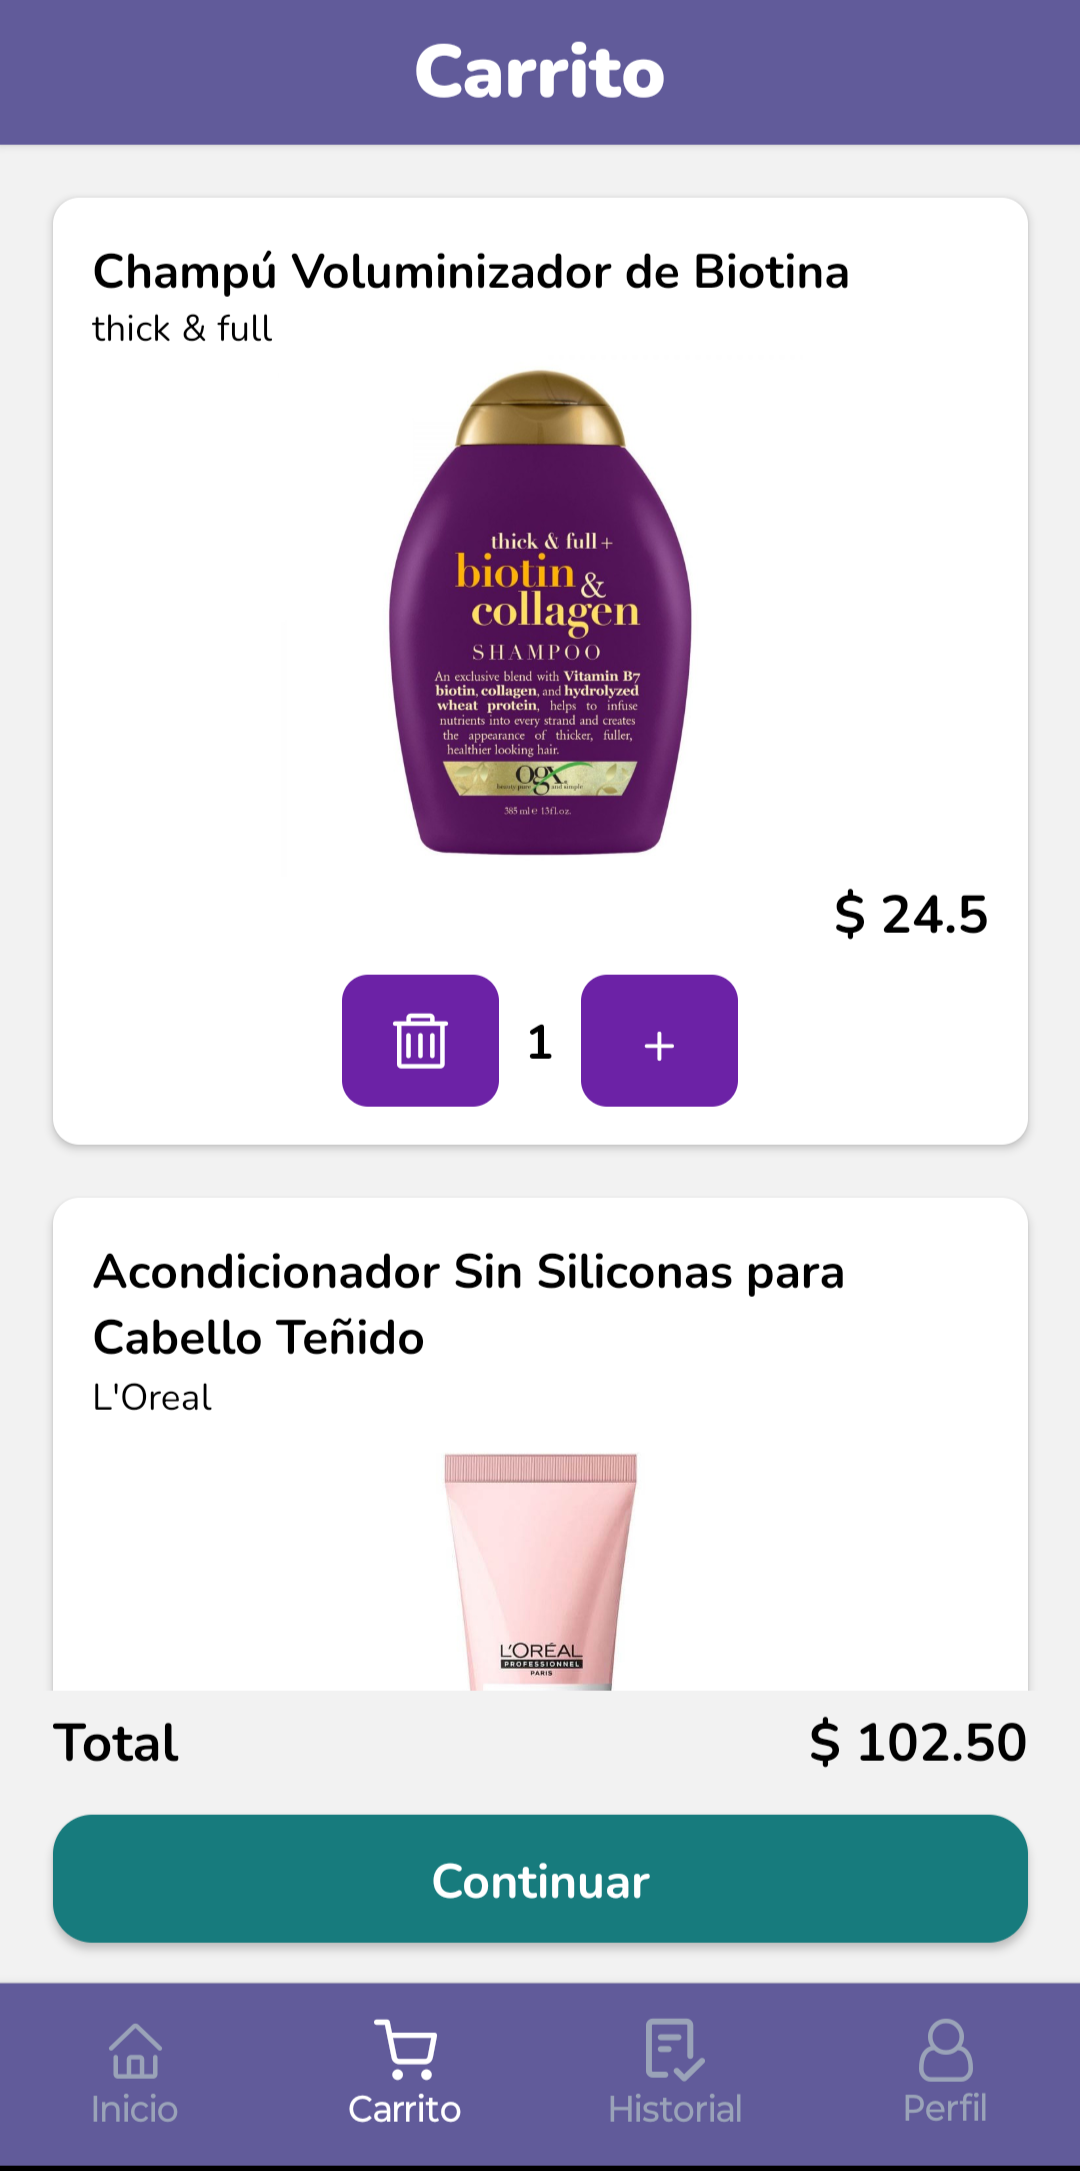 Carrito
Champú Voluminizador de Biotina
thick & full
thick & full +
biotin &
collagen
SHAMPOO
An exclusive blend with Vitamin B7
biotin, collagen, and hydrolyzed
wheat protein, helps to infuse
nutrients into every strand and creates
the appearance of thicker, fuller,
healthier looking hair.
OGX
beauty pure and simple
385 ml e 13fl.oz.
$ 24.5
1
+
Acondicionador Sin Siliconas para
Cabello Teñido
L'Oreal
L'ORÉAL
PROFESSIONNEL
PARIS
Total
$ 102.50
Continuar
Inicio
Carrito
Historial
Perfil